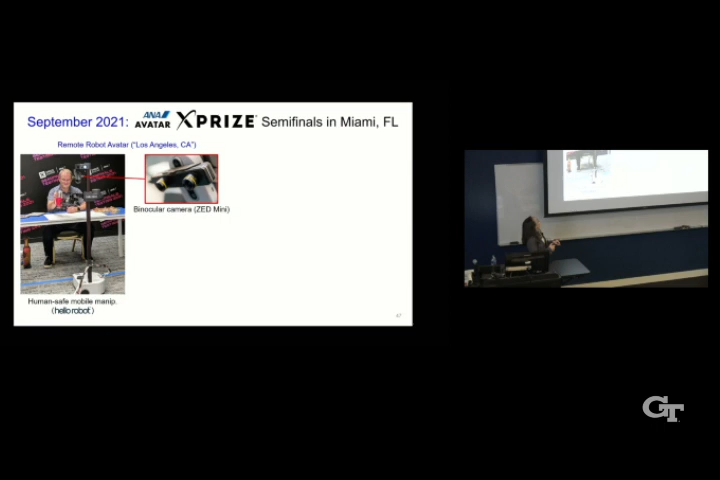 September 2021: ANA AVATAR XPRIZE Semifinals in Miami, FL
Remote Robot Avatar ("Los Angeles, CA")
Binocular camera (ZED Mini)
Human-safe mobile manip.
(hello robot)
47
GT